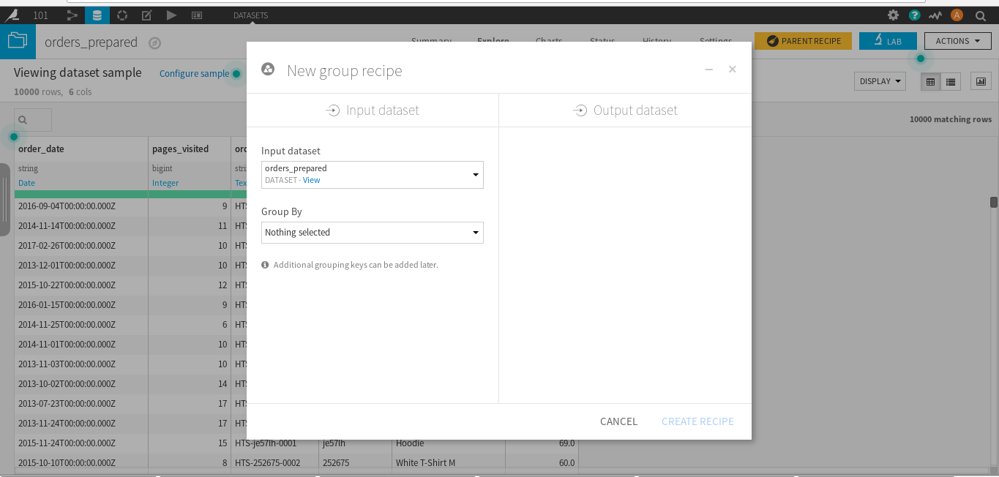 101
DATASETS
A
orders_prepared
Summary Explore Charts Status History Settings
PARENT RECIPE
LAB
ACTIONS
Viewing dataset sample
Configure sample
10000 rows, 6 cols
DISPLAY
10000 matching rows
New group recipe
Input dataset
Output dataset
Input dataset
orders_prepared
DATASET - View
Group By
Nothing selected
Additional grouping keys can be added later.
CANCEL
CREATE RECIPE
order_date pages_visited
string bigint
Date Integer
2016-09-04T00:00:00.000Z 9 HTS
2014-11-14T00:00:00.000Z 11 HTS
2017-02-26T00:00:00.000Z 10 HTS
2013-12-01T00:00:00.000Z 10 HTS
2015-10-22T00:00:00.000Z 12 HTS
2016-01-15T00:00:00.000Z 9 HTS
2014-11-25T00:00:00.000Z 6 HTS
2014-11-01T00:00:00.000Z 10 HTS
2013-11-03T00:00:00.000Z 10 HTS
2013-10-02T00:00:00.000Z 14 HTS
2013-07-23T00:00:00.000Z 17 HTS
2013-11-24T00:00:00.000Z 17 HTS
2015-11-24T00:00:00.000Z 15 HTS-je57lh-0001 je57lh Hoodie 69.0
2015-10-10T00:00:00.000Z 8 HTS-252675-0002 252675 White T-Shirt M 60.0